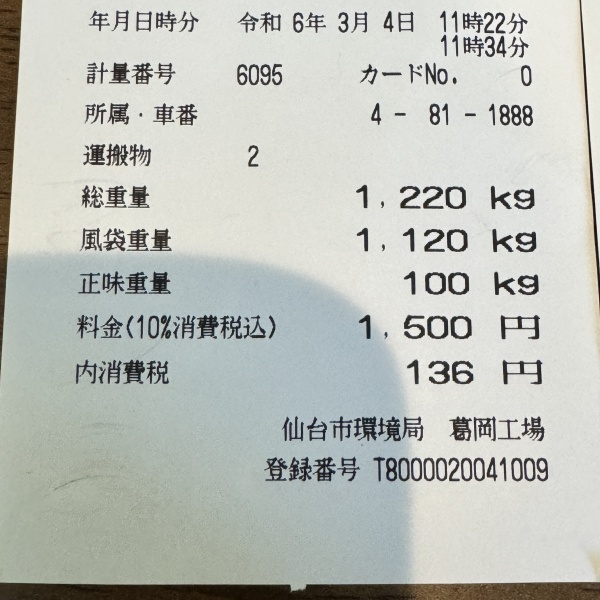 年月日時分 令和 6年 3月 4日 11時22分
11時34分
計量番号 6095 カードNo. 0
所属・車番 4 - 81 - 1888
運搬物 2
総重量 1,220 kg
風袋重量 1,120 kg
正味重量 100 kg
料金(10%消費税込) 1,500 円
内消費税 136 円
仙台市環境局 葛岡工場
登録番号 T8000020041009